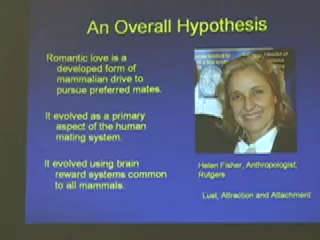 An Overall Hypothesis
Romantic love is a
developed form of
mammalian drive to
pursue preferred mates.
It evolved as a primary
aspect of the human
mating system.
It evolved using brain
reward systems common
to all mammals.
Helen Fisher, Anthropologist,
Rutgers
Lust, Attraction and Attachment